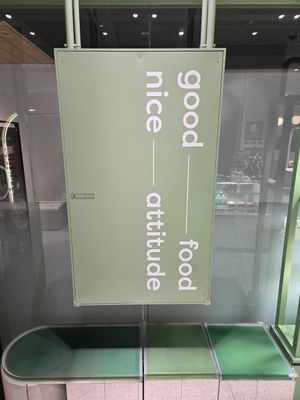 good — food
nice — attitude